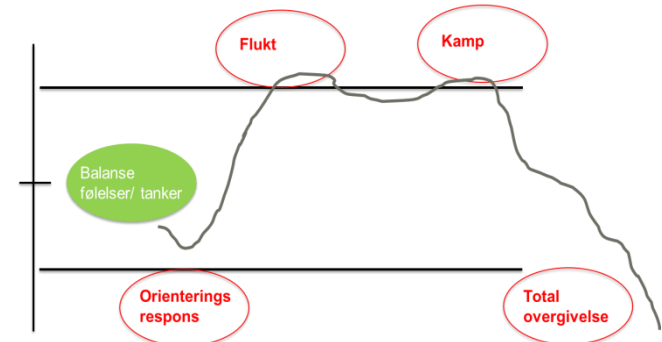 Flukt
Kamp
Balanse
følelser/ tanker
Orienterings
respons
Total
overgivelse